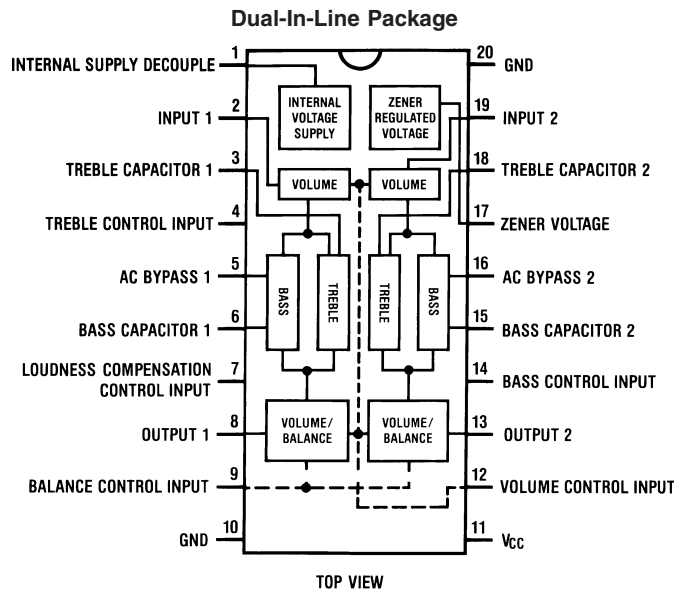 Dual-In-Line Package
INTERNAL SUPPLY DECOUPLE 1
20 GND
INTERNAL
VOLTAGE
SUPPLY
ZENER
REGULATED
VOLTAGE
INPUT 1 2
19 INPUT 2
TREBLE CAPACITOR 1 3
18 TREBLE CAPACITOR 2
VOLUME
VOLUME
TREBLE CONTROL INPUT 4
17 ZENER VOLTAGE
AC BYPASS 1 5
16 AC BYPASS 2
BASS
TREBLE
TREBLE
BASS
BASS CAPACITOR 1 6
15 BASS CAPACITOR 2
LOUDNESS COMPENSATION
CONTROL INPUT 7
14 BASS CONTROL INPUT
OUTPUT 1 8
VOLUME/
BALANCE
VOLUME/
BALANCE
13 OUTPUT 2
BALANCE CONTROL INPUT 9
12 VOLUME CONTROL INPUT
GND 10
11 VCC
TOP VIEW